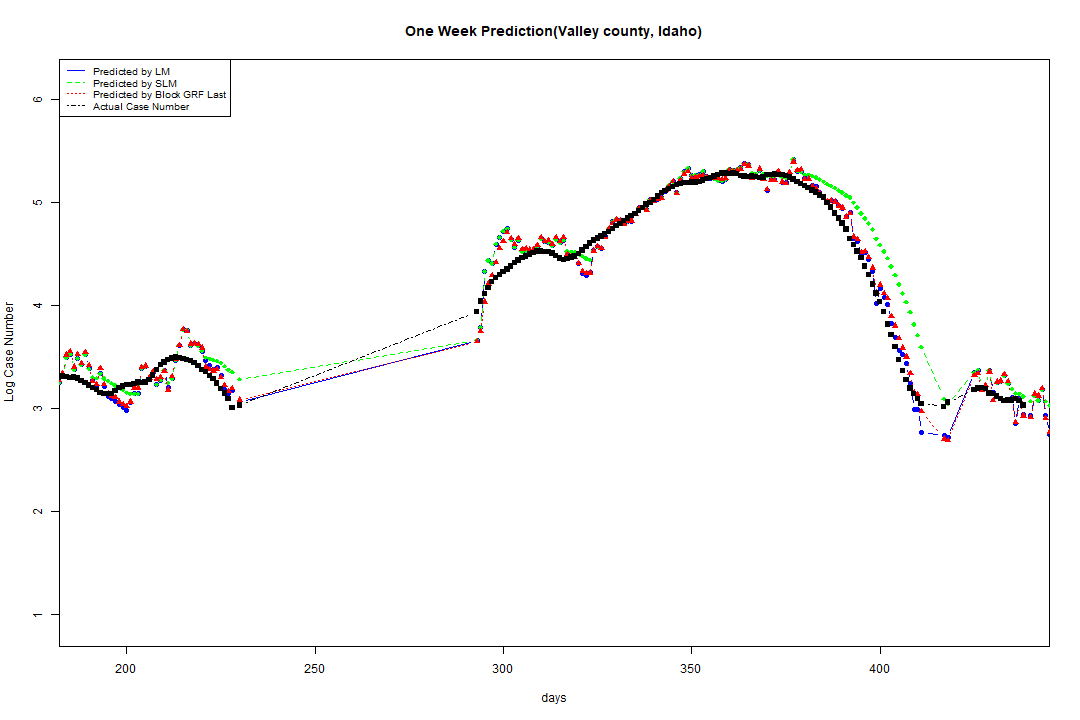 One Week Prediction(Valley county, Idaho)
Predicted by LM
Predicted by SLM
Predicted by Block GRF Last
Actual Case Number
6
5
4
3
2
1
Log Case Number
200 250 300 350 400
days